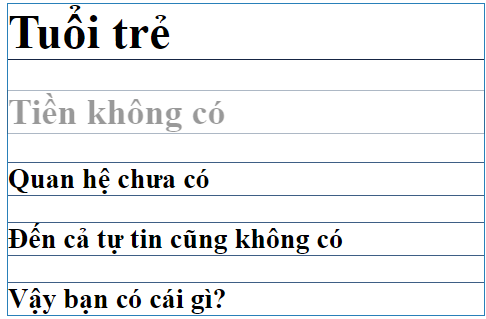 Tuổi trẻ
Tiền không có
Quan hệ chưa có
Đến cả tự tin cũng không có
Vậy bạn có cái gì?